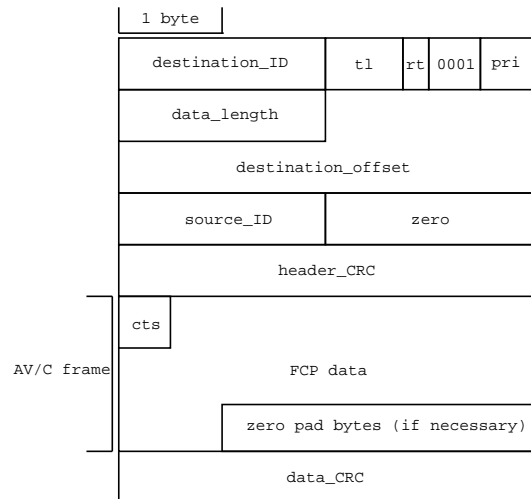 1 byte
destination_ID tl rt 0001 pri
data_length
destination_offset
source_ID zero
header_CRC
cts
AV/C frame FCP data
zero pad bytes (if necessary)
data_CRC